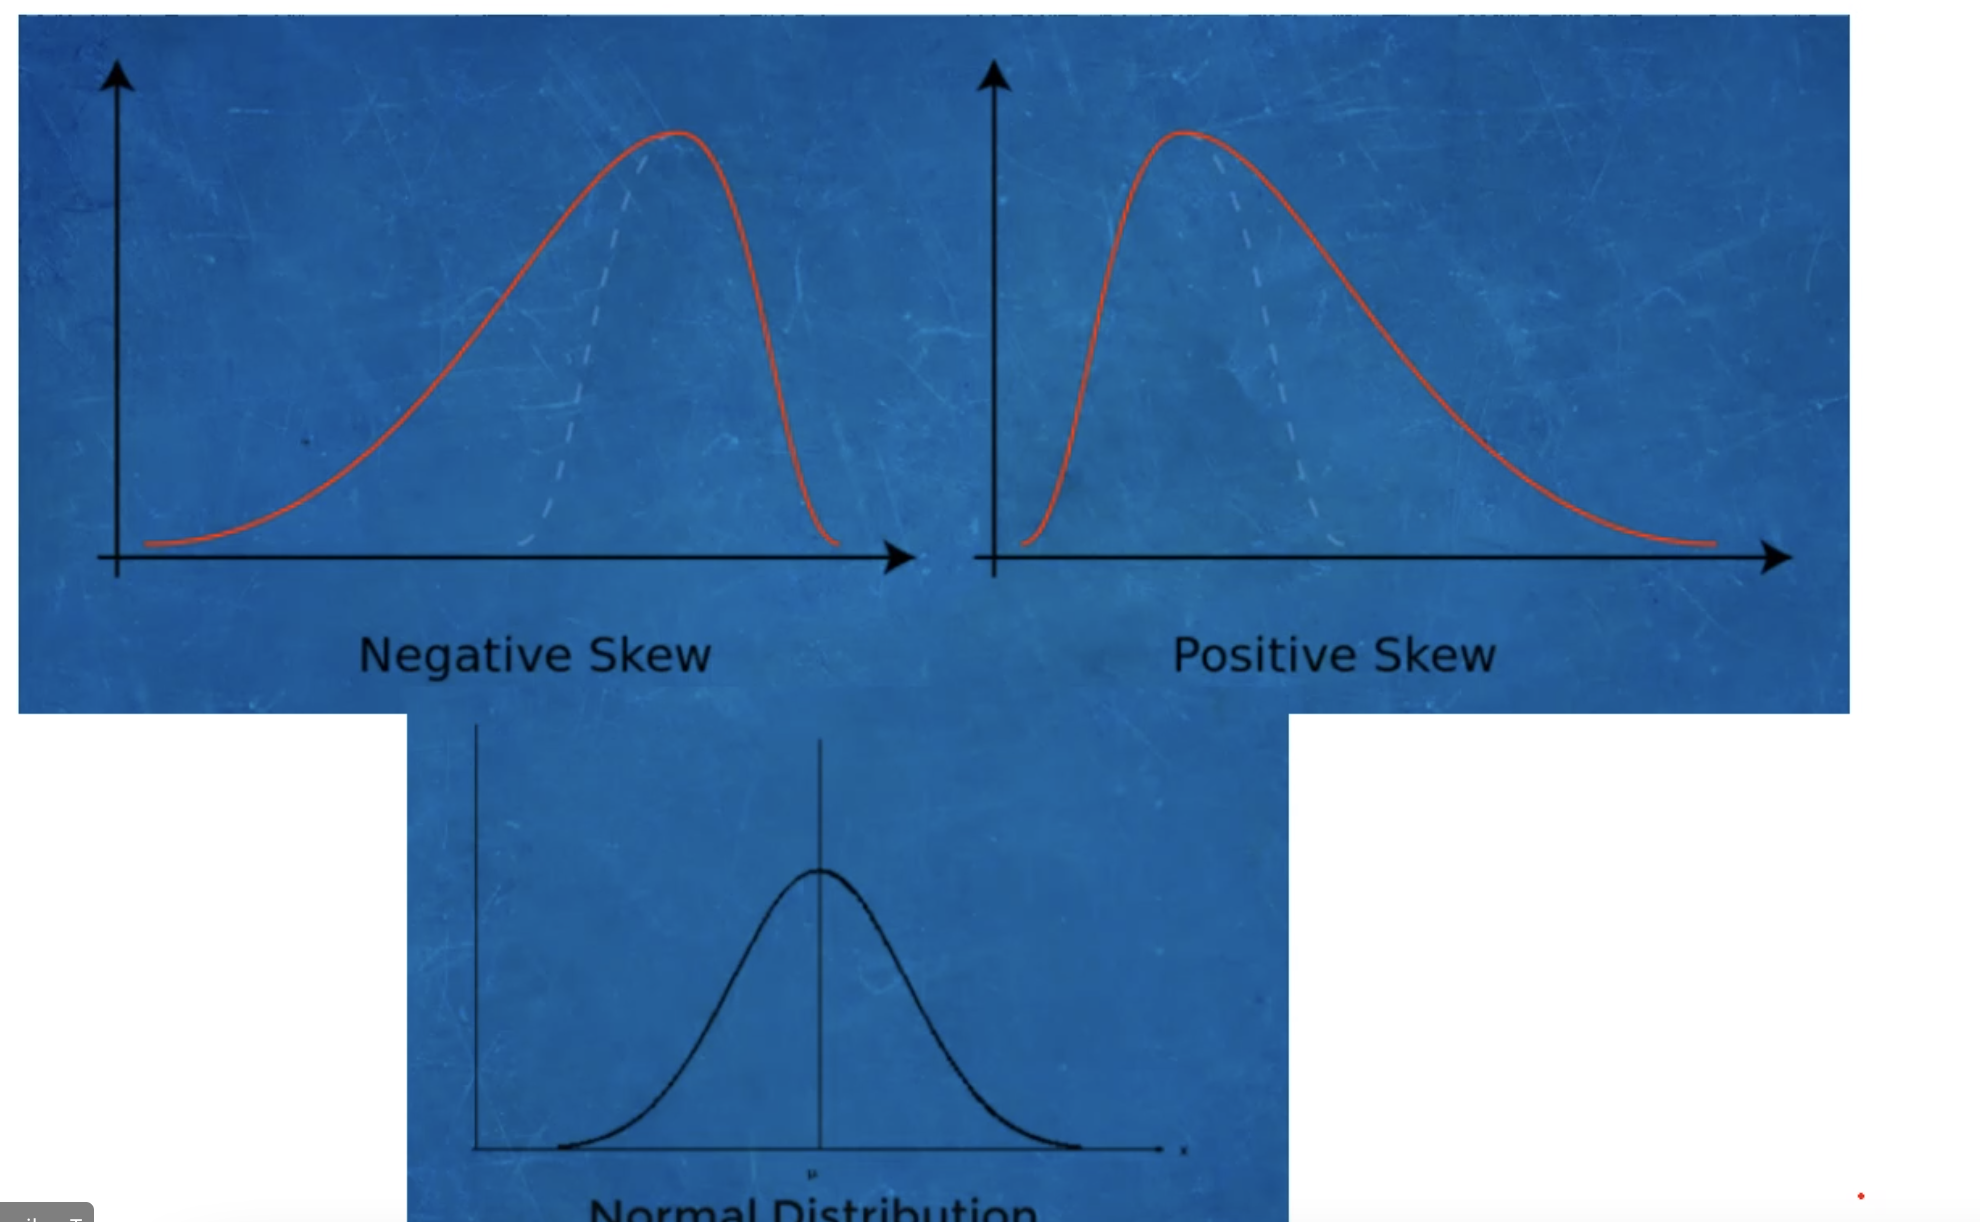 Negative Skew
Positive Skew
μ
x
Normal Distribution